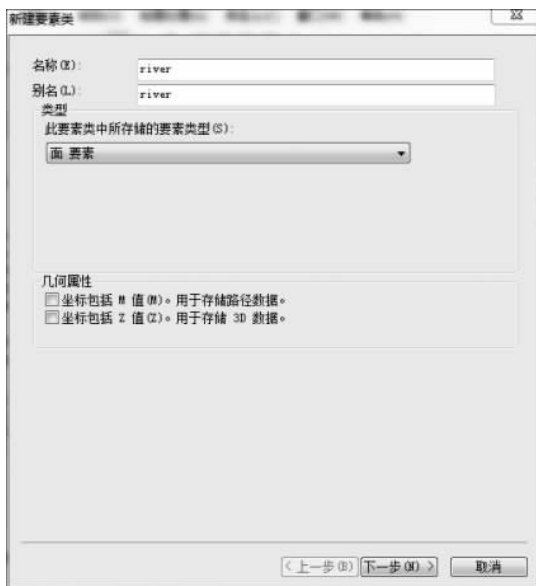 新建要素类
名称(E): river
别名(L): river
类型
此要素类中所存储的要素类型(S):
面 要素
几何属性
坐标包括 M 值(M)。用于存储路径数据。
坐标包括 Z 值(Z)。用于存储 3D 数据。
< 上一步(B) 下一步(N) > 取消